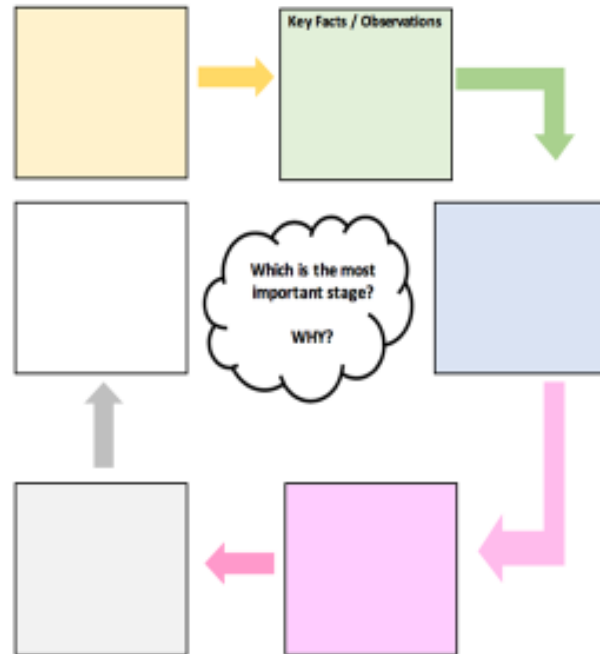 Key Facts / Observations
Which is the most
important stage?
WHY?